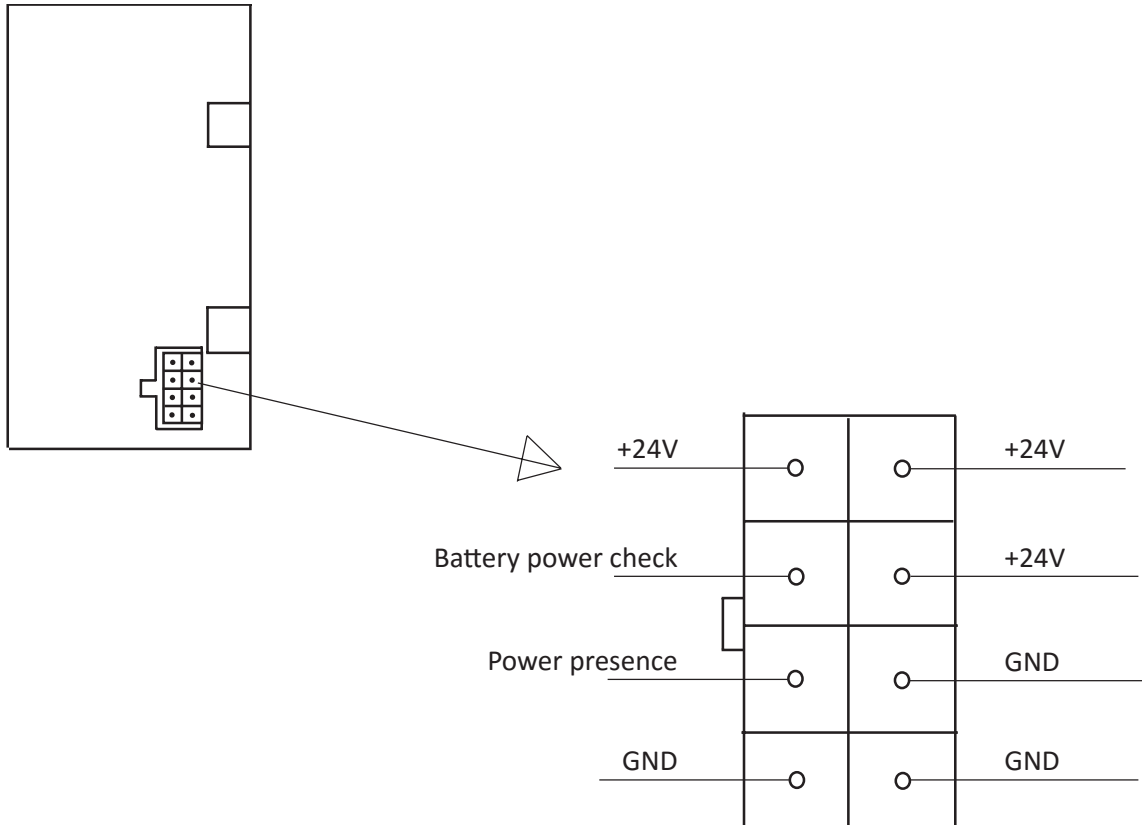 +24V
+24V
Battery power check
+24V
Power presence
GND
GND
GND